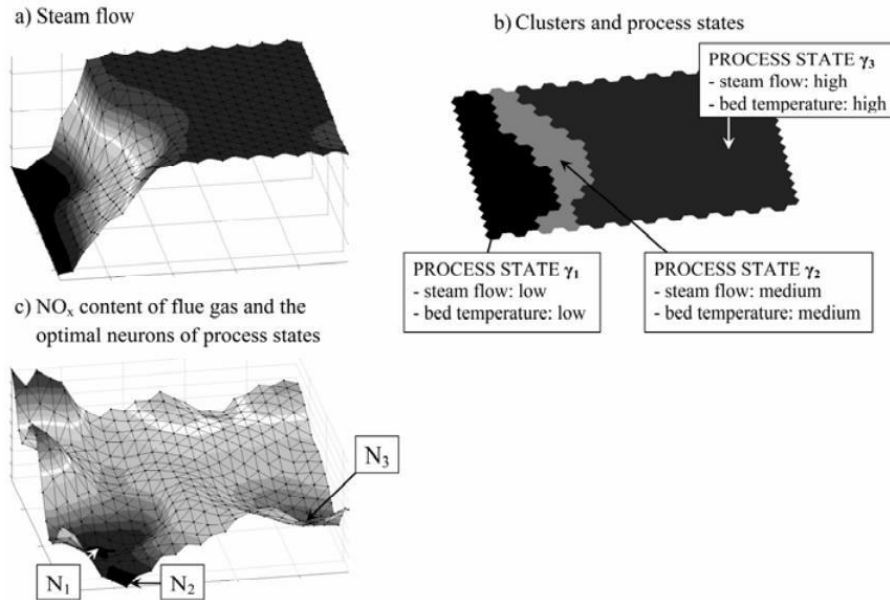 a) Steam flow
b) Clusters and process states
PROCESS STATE γ₃
- steam flow: high
- bed temperature: high
PROCESS STATE γ₁
- steam flow: low
- bed temperature: low
PROCESS STATE γ₂
- steam flow: medium
- bed temperature: medium
c) NOₓ content of flue gas and the
optimal neurons of process states
N₃
N₁
N₂